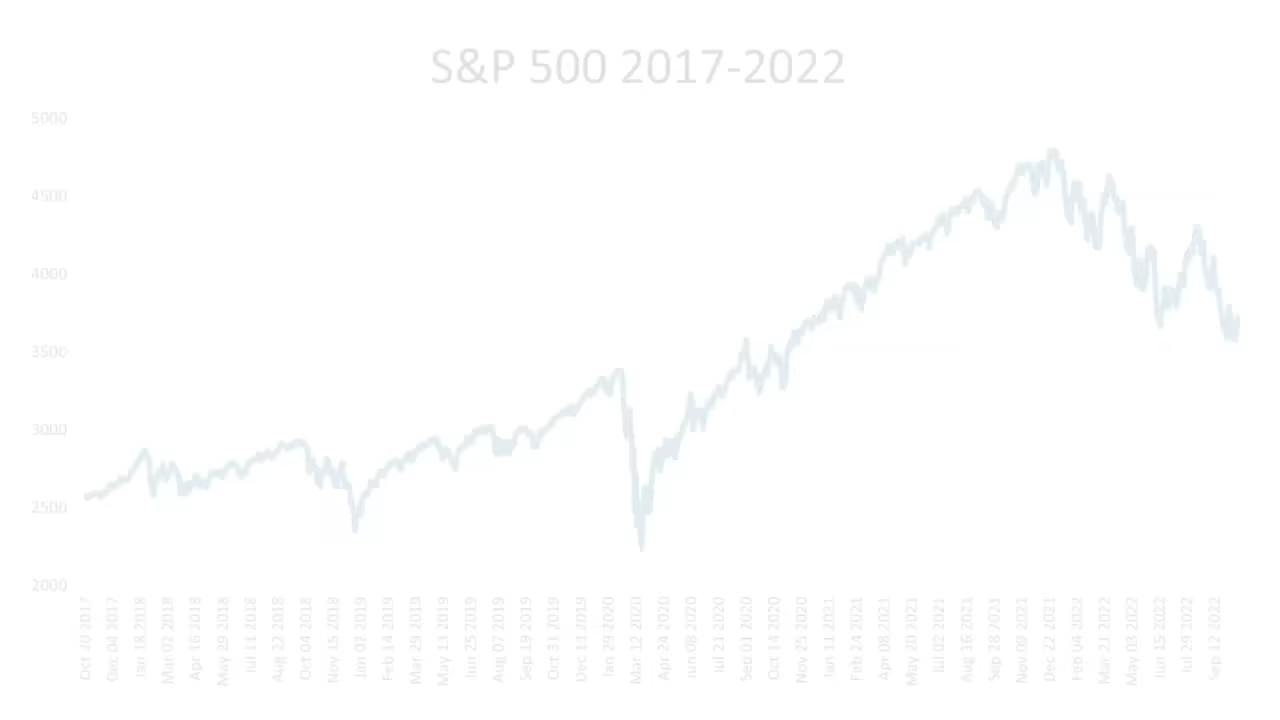 S&P 500 2017-2022
5000
4500
4000
3500
3000
2500
2000
Oct 20 2017
Dec 04 2017
Jan 18 2018
Mar 02 2018
Apr 16 2018
May 29 2018
Jul 11 2018
Aug 22 2018
Oct 04 2018
Nov 15 2018
Jan 02 2019
Feb 14 2019
Mar 29 2019
May 13 2019
Jun 25 2019
Aug 07 2019
Sep 19 2019
Oct 31 2019
Dec 13 2019
Jan 29 2020
Mar 12 2020
Apr 24 2020
Jun 08 2020
Jul 21 2020
Sep 01 2020
Oct 14 2020
Nov 25 2020
Jan 11 2021
Feb 24 2021
Apr 08 2021
May 20 2021
Jul 02 2021
Aug 16 2021
Sep 28 2021
Nov 09 2021
Dec 22 2021
Feb 04 2022
Mar 21 2022
May 03 2022
Jun 15 2022
Jul 29 2022
Sep 12 2022